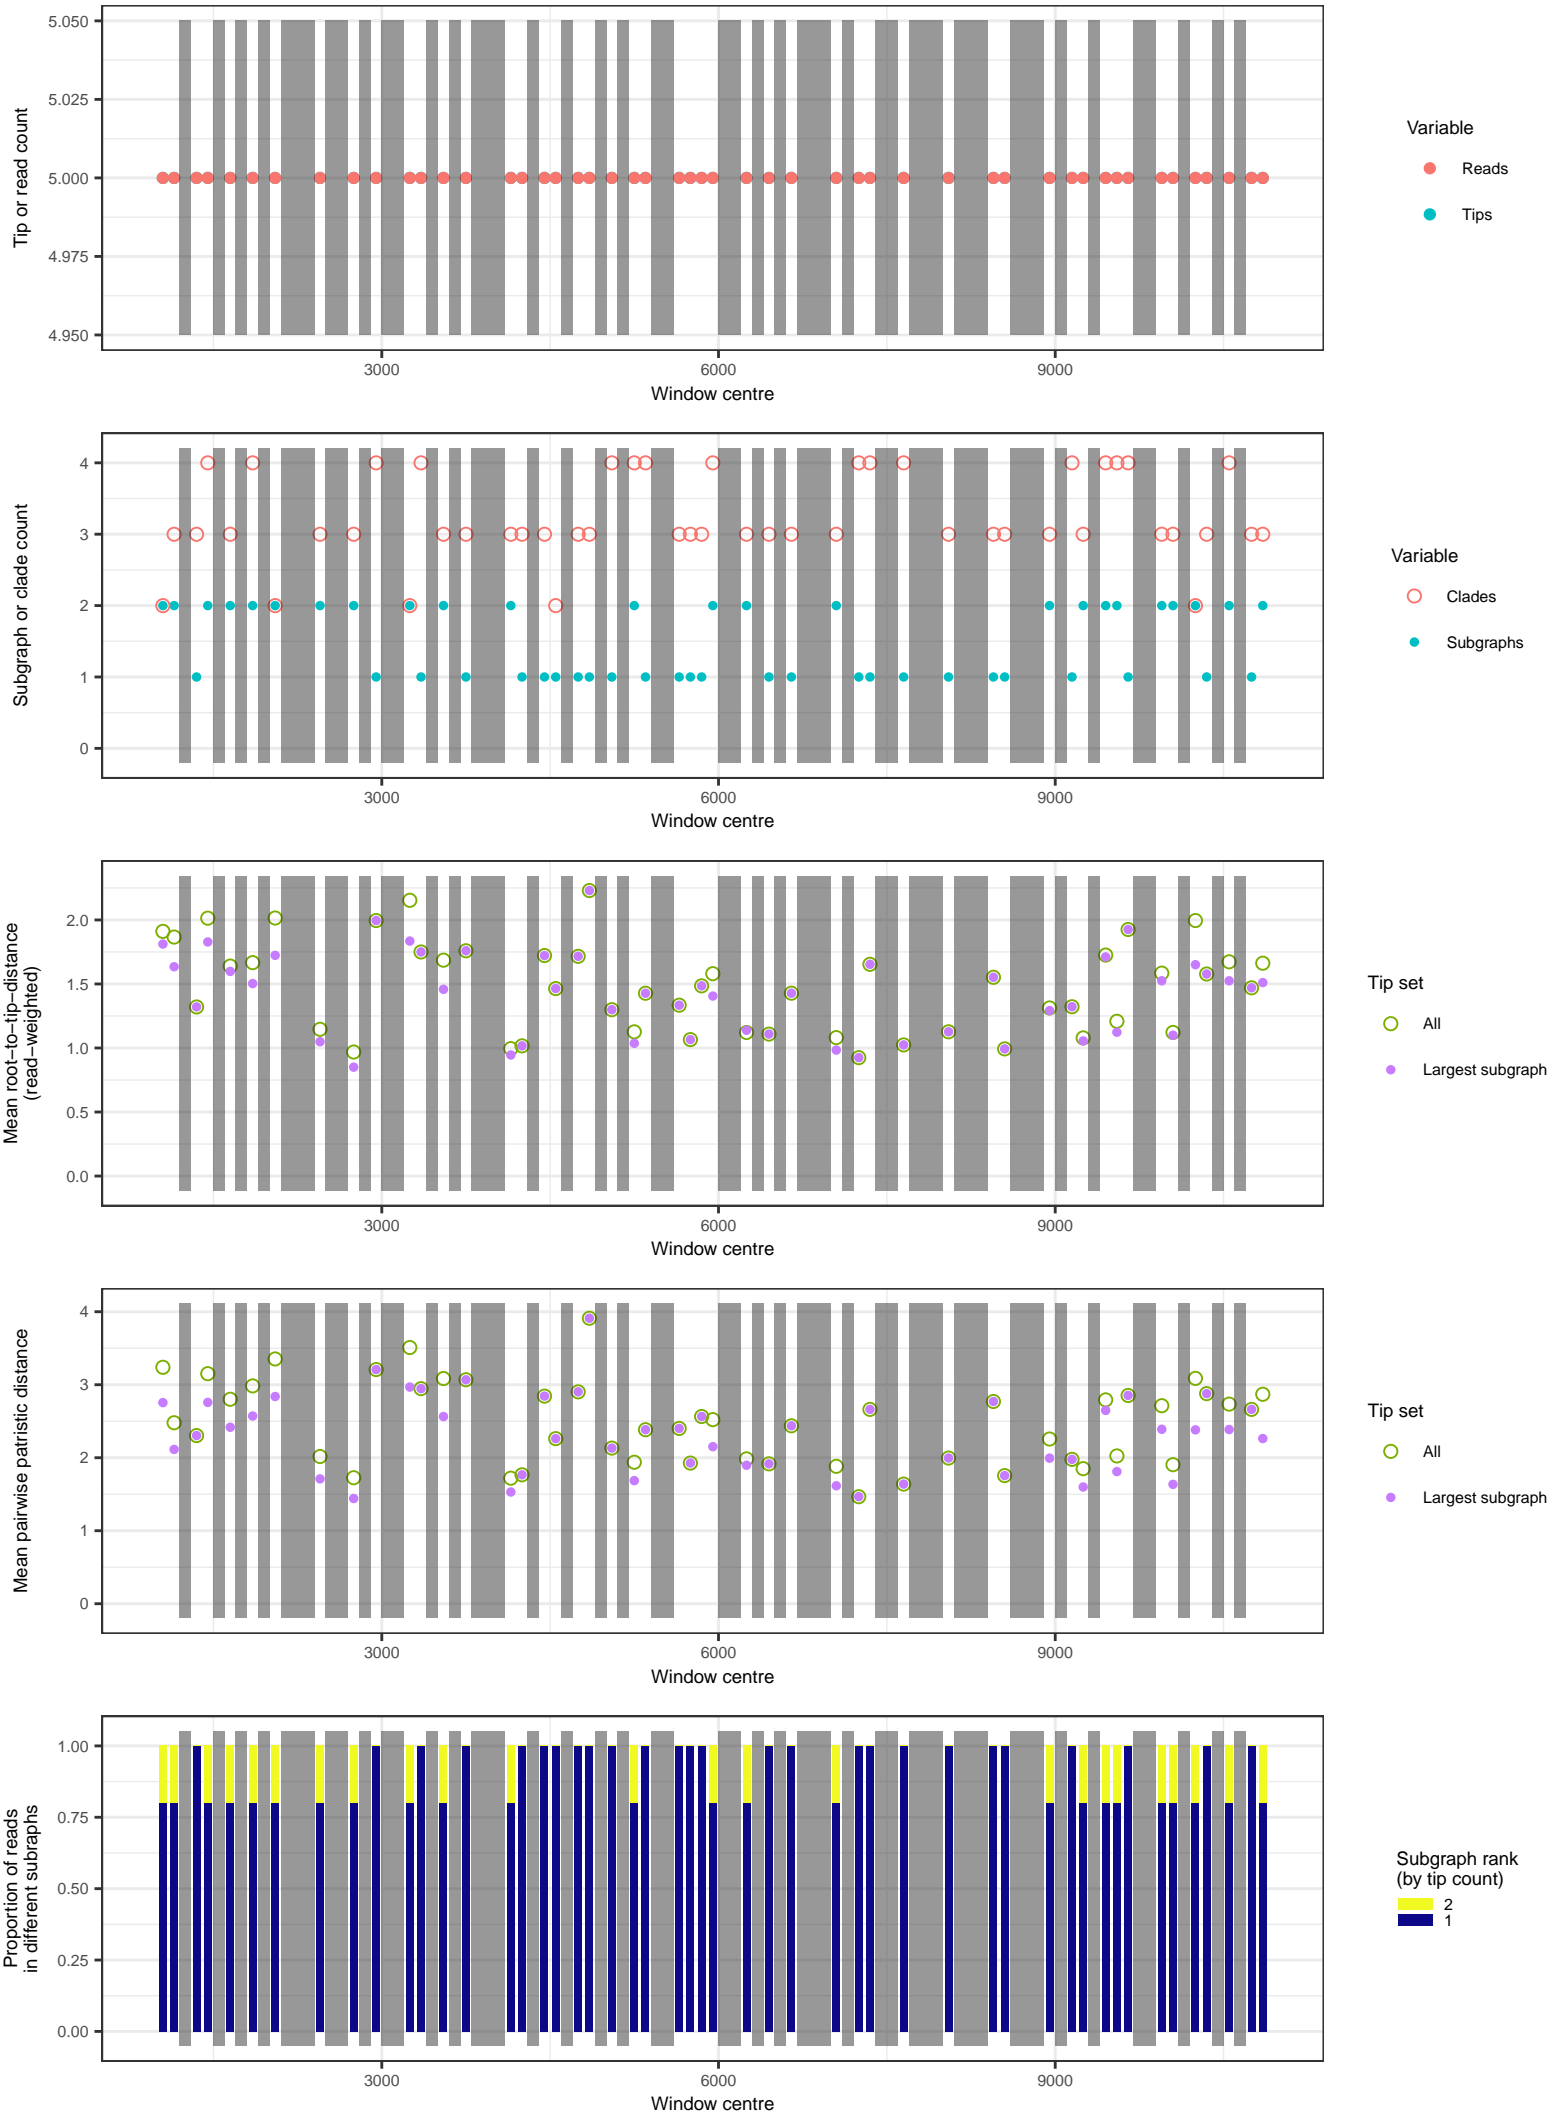 5.050
5.025
5.000
4.975
4.950
Tip or read count
3000
6000
9000
Window centre
Variable
Reads
Tips
4
3
2
1
0
Subgraph or clade count
3000
6000
9000
Window centre
Variable
Clades
Subgraphs
2.0
1.5
1.0
0.5
0.0
Mean root−to−tip−distance
(read−weighted)
3000
6000
9000
Window centre
Tip set
All
Largest subgraph
4
3
2
1
0
Mean pairwise patristic distance
3000
6000
9000
Window centre
Tip set
All
Largest subgraph
1.00
0.75
0.50
0.25
0.00
Proportion of reads
in different subraphs
3000
6000
9000
Window centre
Subgraph rank
(by tip count)
2
1